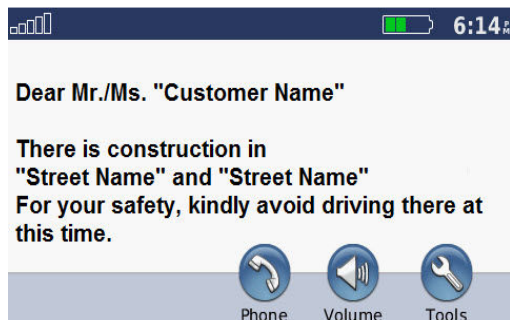 6:14 PM
Dear Mr./Ms. "Customer Name"
There is construction in
"Street Name" and "Street Name"
For your safety, kindly avoid driving there at
this time.
Phone Volume Tools